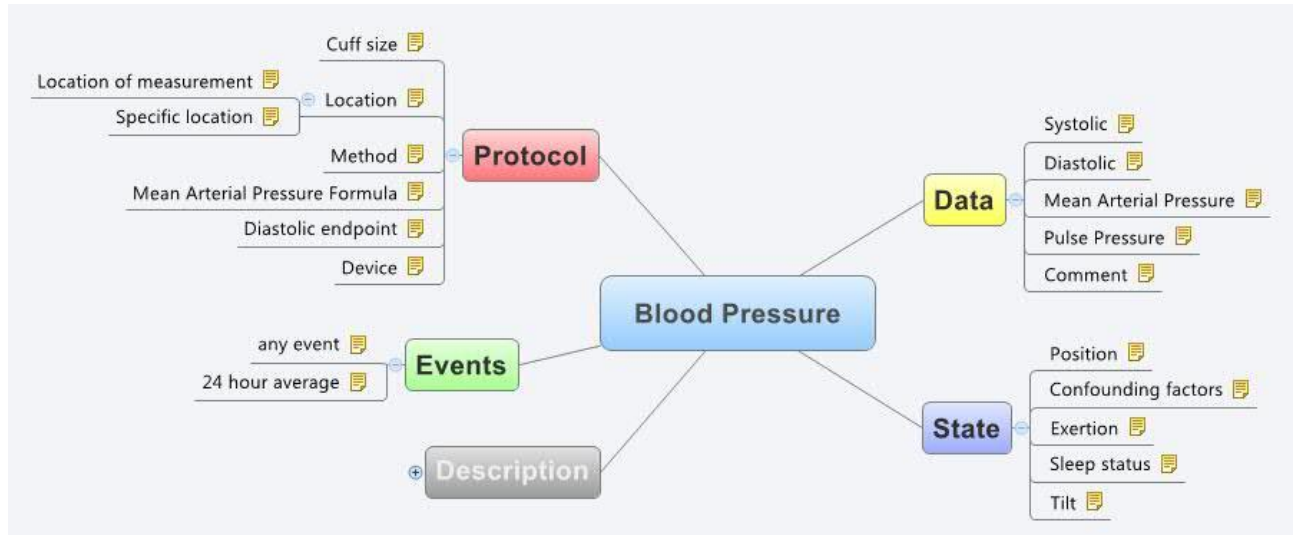 Blood Pressure
Protocol
Cuff size
Location
Location of measurement
Specific location
Method
Mean Arterial Pressure Formula
Diastolic endpoint
Device
Data
Systolic
Diastolic
Mean Arterial Pressure
Pulse Pressure
Comment
Events
any event
24 hour average
State
Position
Confounding factors
Exertion
Sleep status
Tilt
Description